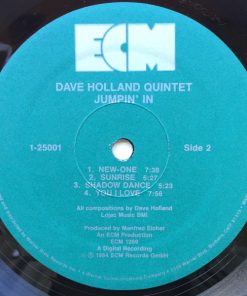 ECM
DAVE HOLLAND QUINTET
JUMPIN' IN
1-25001
Side 2
1. NEW-ONE 7:38
2. SUNRISE 5:23
3. SHADOW DANCE 5:23
4. YOU I LOVE 7:58
All compositions by Dave Holland
Lojac Music BMI
Produced by Manfred Eicher
An ECM Production
ECM 1269
A Digital Recording
℗ 1984 ECM Records GmbH